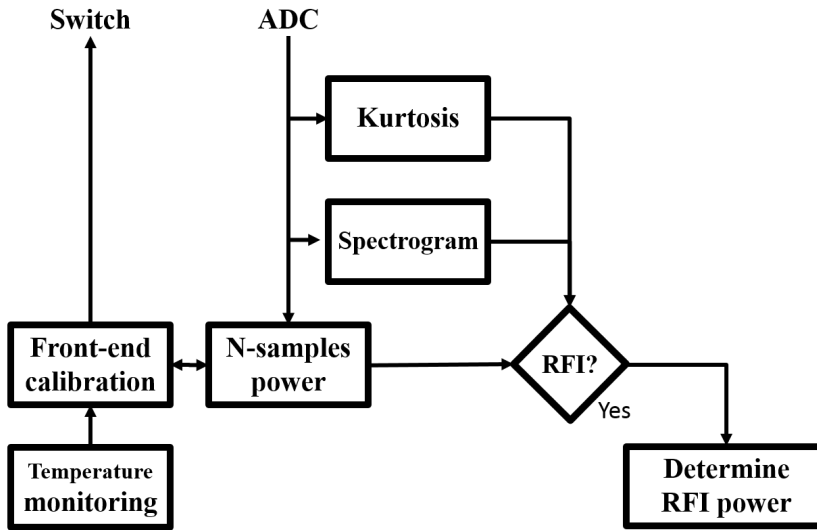 Switch
ADC
Kurtosis
Spectrogram
Front-end
calibration
N-samples
power
RFI?
Yes
Temperature
monitoring
Determine
RFI power